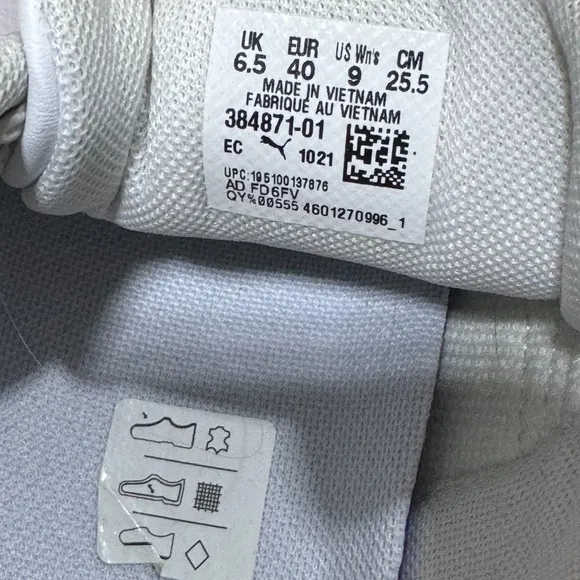 UK EUR US Wn's CM
6.5 40 9 25.5
MADE IN VIETNAM
FABRIQUÉ AU VIETNAM
384871-01
EC 1021
UPC:195100137876
AD FD6FV
QY%00555 4601270996_1